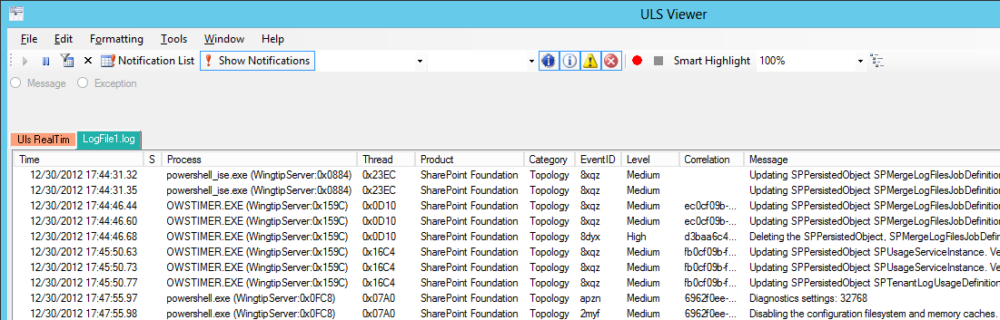 ULS Viewer
File Edit Formatting Tools Window Help
Notification List Show Notifications Smart Highlight 100%
Message Exception
Uls RealTim LogFile1.log
Time S Process Thread Product Category EventID Level Correlation Message
12/30/2012 17:44:31.32 powershell_ise.exe (WingtipServer:0x0884) 0x23EC SharePoint Foundation Topology 8xqz Medium Updating SPPersistedObject SPMergeLogFilesJobDefinition
12/30/2012 17:44:31.35 powershell_ise.exe (WingtipServer:0x0884) 0x23EC SharePoint Foundation Topology 8xqz Medium Updating SPPersistedObject SPMergeLogFilesJobDefinition
12/30/2012 17:44:46.44 OWSTIMER.EXE (WingtipServer:0x159C) 0x0D10 SharePoint Foundation Topology 8xqz Medium ec0cf09b-... Updating SPPersistedObject SPMergeLogFilesJobDefinition
12/30/2012 17:44:46.60 OWSTIMER.EXE (WingtipServer:0x159C) 0x0D10 SharePoint Foundation Topology 8xqz Medium ec0cf09b-... Updating SPPersistedObject SPMergeLogFilesJobDefinition
12/30/2012 17:44:46.68 OWSTIMER.EXE (WingtipServer:0x159C) 0x0D10 SharePoint Foundation Topology 8dyx High d3baa6c4... Deleting the SPPersistedObject, SPMergeLogFilesJobDefi
12/30/2012 17:45:50.63 OWSTIMER.EXE (WingtipServer:0x159C) 0x16C4 SharePoint Foundation Topology 8xqz Medium fb0cf09b-f... Updating SPPersistedObject SPUsageServiceInstance. Ve
12/30/2012 17:45:50.73 OWSTIMER.EXE (WingtipServer:0x159C) 0x16C4 SharePoint Foundation Topology 8xqz Medium fb0cf09b-f... Updating SPPersistedObject SPUsageServiceInstance. Ve
12/30/2012 17:45:50.77 OWSTIMER.EXE (WingtipServer:0x159C) 0x16C4 SharePoint Foundation Topology 8xqz Medium fb0cf09b-f... Updating SPPersistedObject SPTenantLogUsageDefinition
12/30/2012 17:47:55.97 powershell.exe (WingtipServer:0x0FC8) 0x07A0 SharePoint Foundation Topology apzn Medium 6962f0ee-... Diagnostics settings: 32768
12/30/2012 17:47:55.98 powershell.exe (WingtipServer:0x0FC8) 0x07A0 SharePoint Foundation Topology 2myf Medium 6962f0ee-... Disabling the configuration filesystem and memory caches.